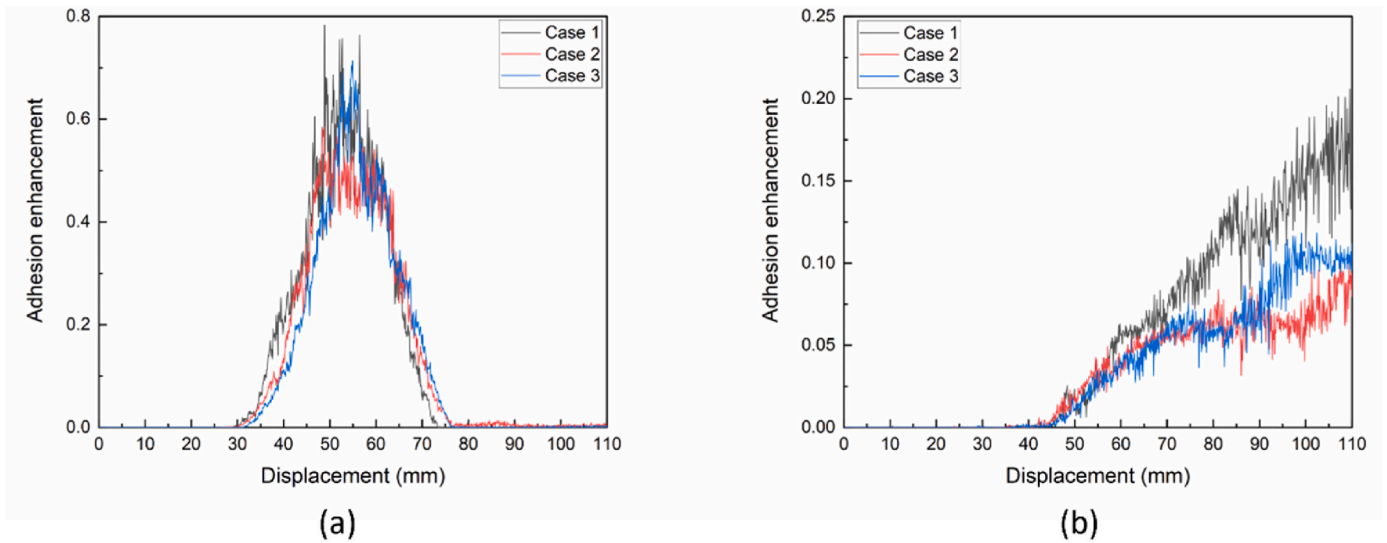 0.8
0.6
0.4
0.2
0.0
Adhesion enhancement
Case 1
Case 2
Case 3
0 10 20 30 40 50 60 70 80 90 100 110
Displacement (mm)
(a)
0.25
0.20
0.15
0.10
0.05
0.00
Adhesion enhancement
Case 1
Case 2
Case 3
0 10 20 30 40 50 60 70 80 90 100 110
Displacement (mm)
(b)